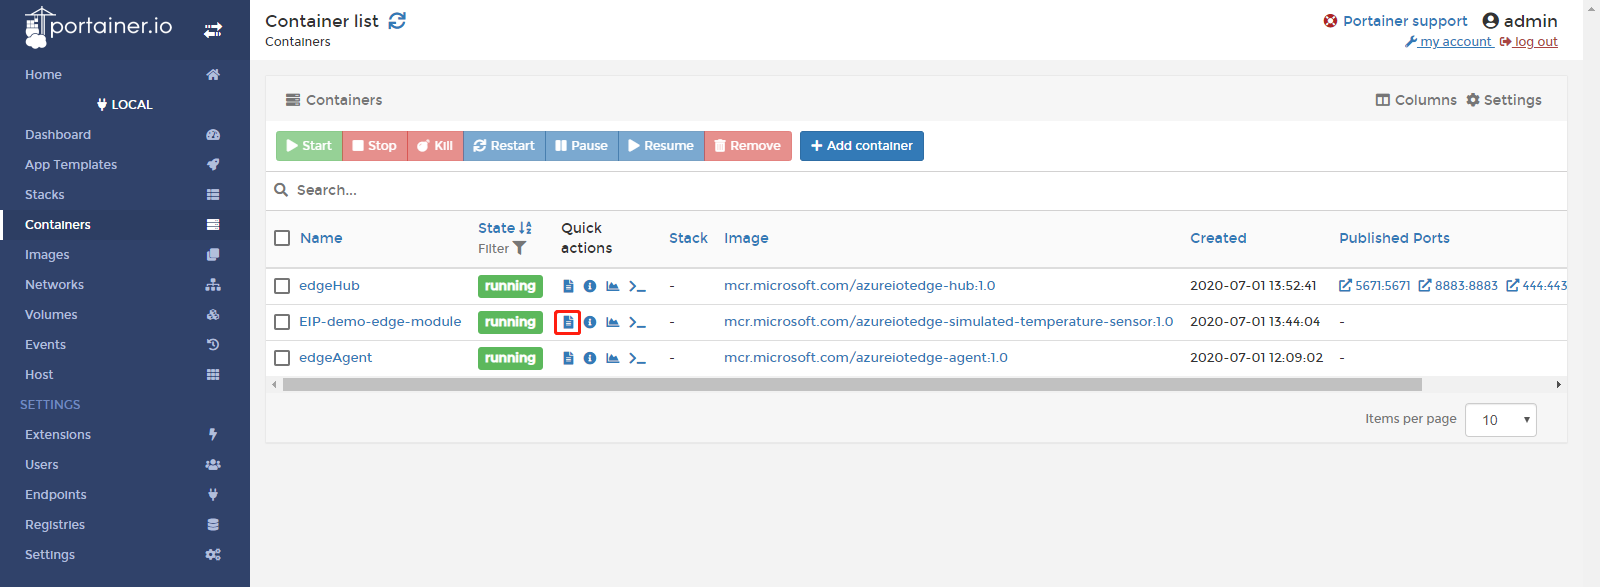 portainer.io
Home
LOCAL
Dashboard
App Templates
Stacks
Containers
Images
Networks
Volumes
Events
Host
SETTINGS
Extensions
Users
Endpoints
Registries
Settings
Container list
Containers
Portainer support admin
my account log out
Containers
Columns Settings
Start Stop Kill Restart Pause Resume Remove Add container
Search...
Name State Filter Quick actions Stack Image Created Published Ports
edgeHub running - mcr.microsoft.com/azureiotedge-hub:1.0 2020-07-01 13:52:41 5671:5671 8883:8883 444:443
EIP-demo-edge-module running - mcr.microsoft.com/azureiotedge-simulated-temperature-sensor:1.0 2020-07-01 13:44:04 -
edgeAgent running - mcr.microsoft.com/azureiotedge-agent:1.0 2020-07-01 12:09:02 -
Items per page 10